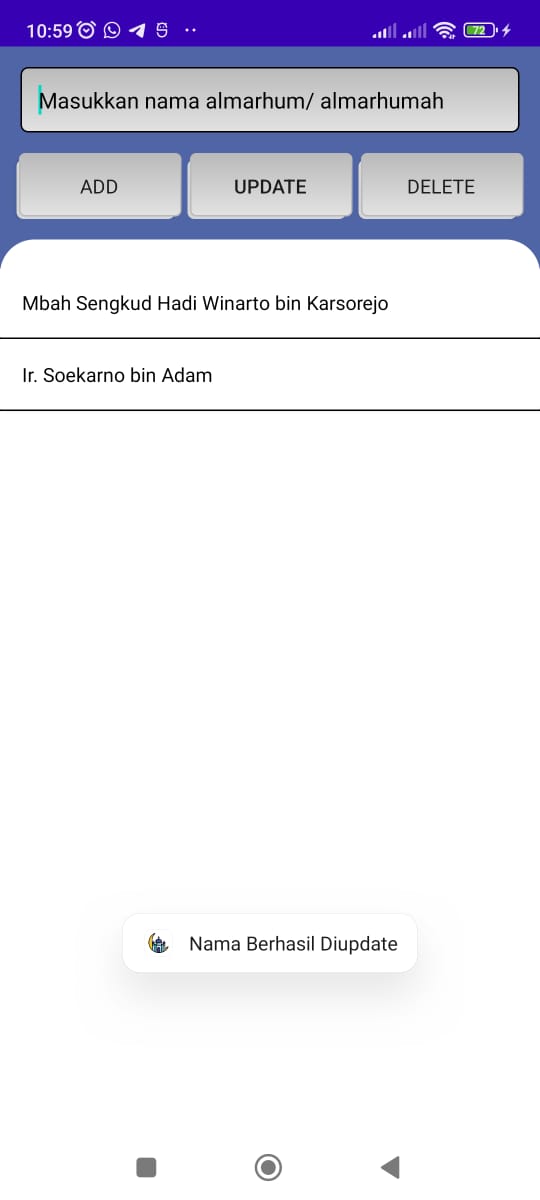 10:59
72
Masukkan nama almarhum/ almarhumah
ADD
UPDATE
DELETE
Mbah Sengkud Hadi Winarto bin Karsorejo
Ir. Soekarno bin Adam
Nama Berhasil Diupdate